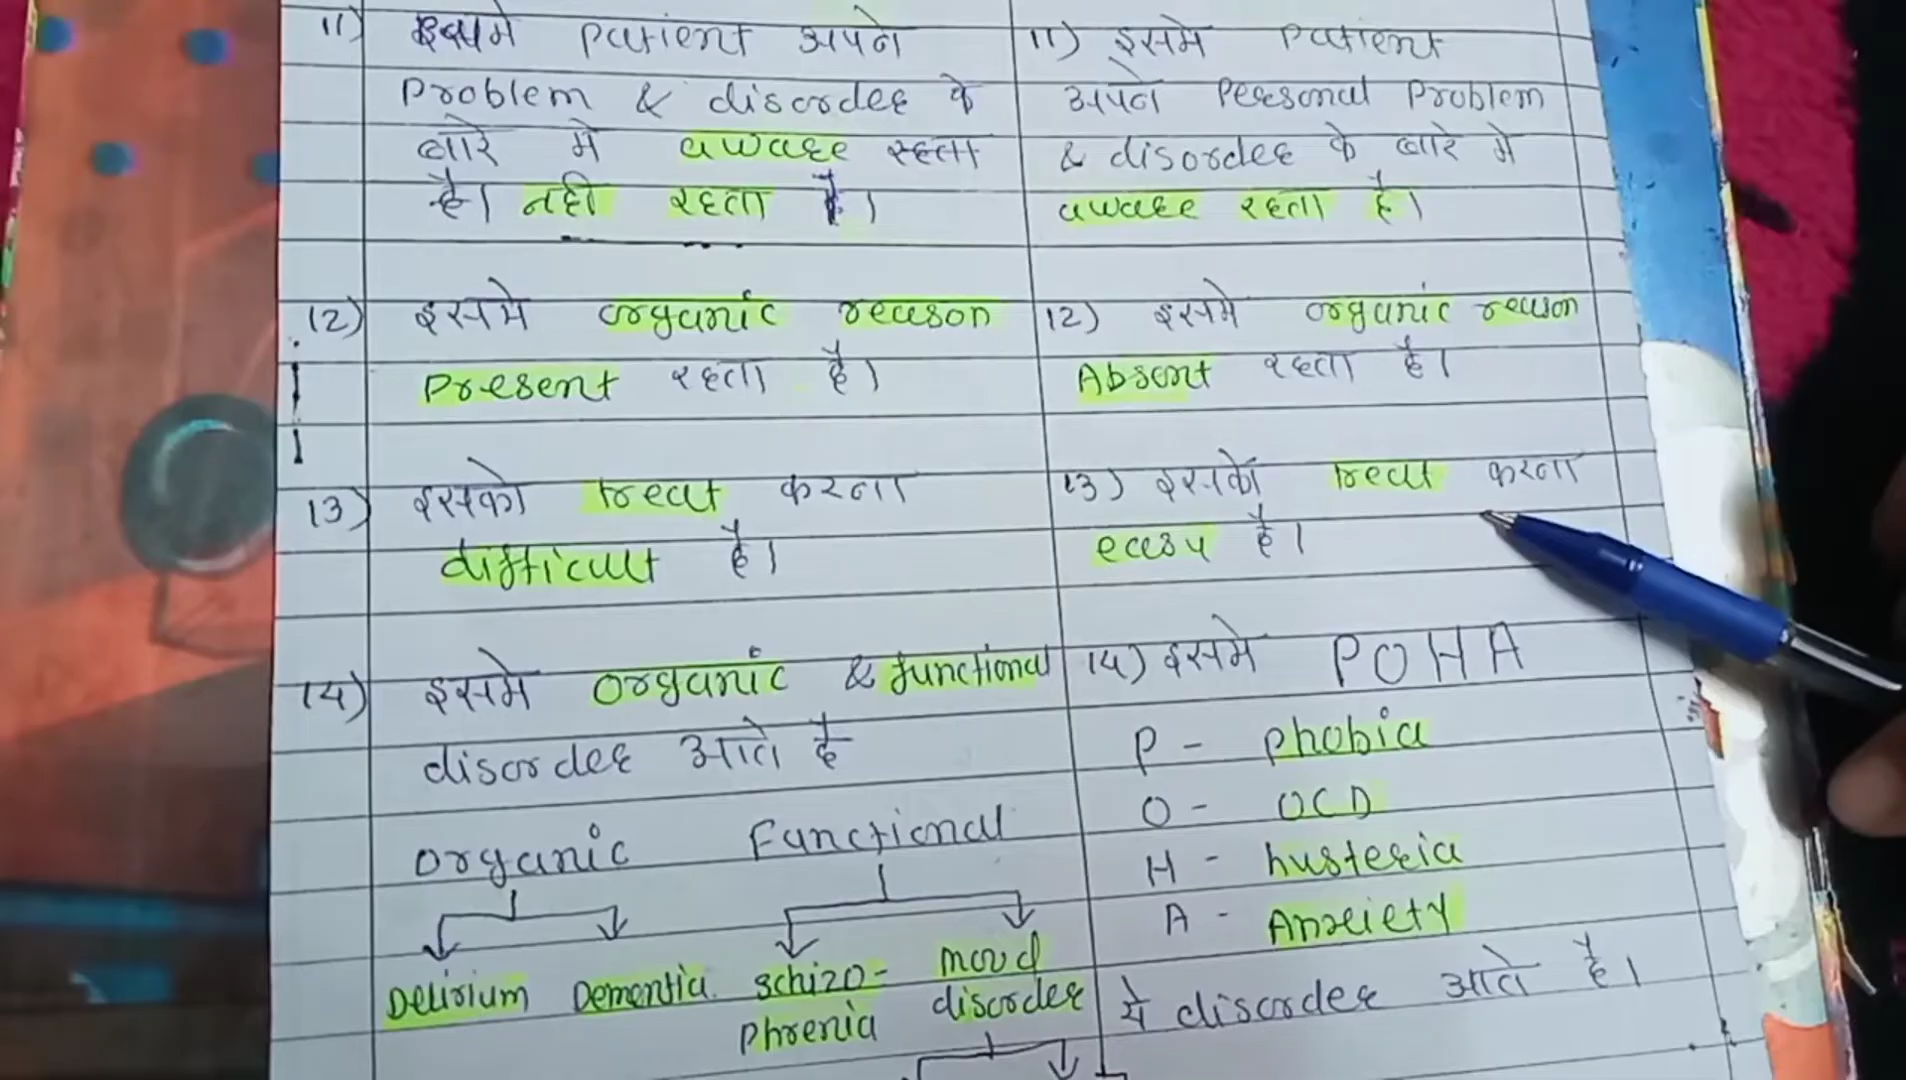 11) इसमे patient अपने
problem & disorder के
बारे में aware रहता
है। नही रहता है।
11) इसमे patient
अपने personal problem
& disorder के बारे मे
aware रहता है।
12) इसमे organic reason
present रहता है।
12) इसमे organic reason
Absent रहता है।
13) इसको treat करना
difficult है।
13) इसको treat करना
easy है।
14) इसमे organic & functional
disorder आते है
organic Functional
Delirium Dementia schizo- mood
phrenia disorder
14) इसमे POHA
P - phobia
O - OCD
H - hysteria
A - Anxiety
ये disorder आते है।